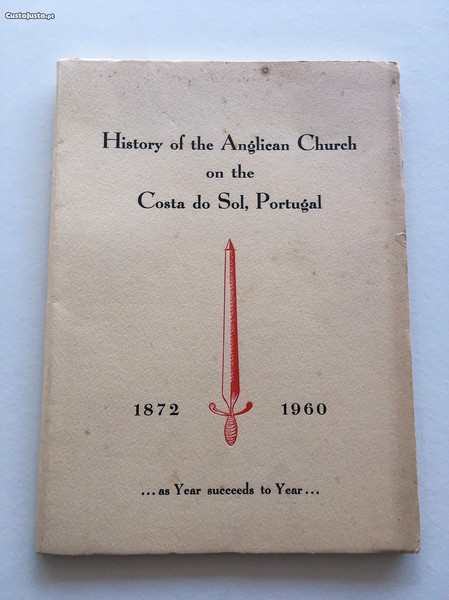 CustoJusto.pt
History of the Anglican Church
on the
Costa do Sol, Portugal
1872 1960
...as Year succeeds to Year...